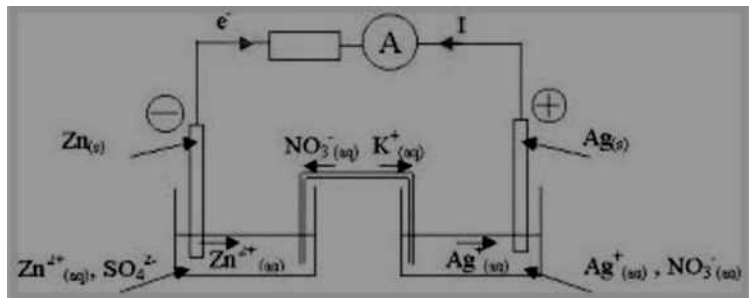 e⁻ I
A
− +
Zn(s) NO₃⁻(aq) K⁺(aq) Ag(s)
Zn²⁺(aq) Ag⁺(aq)
Zn²⁺(aq), SO₄²⁻ Ag⁺(aq) , NO₃⁻(aq)